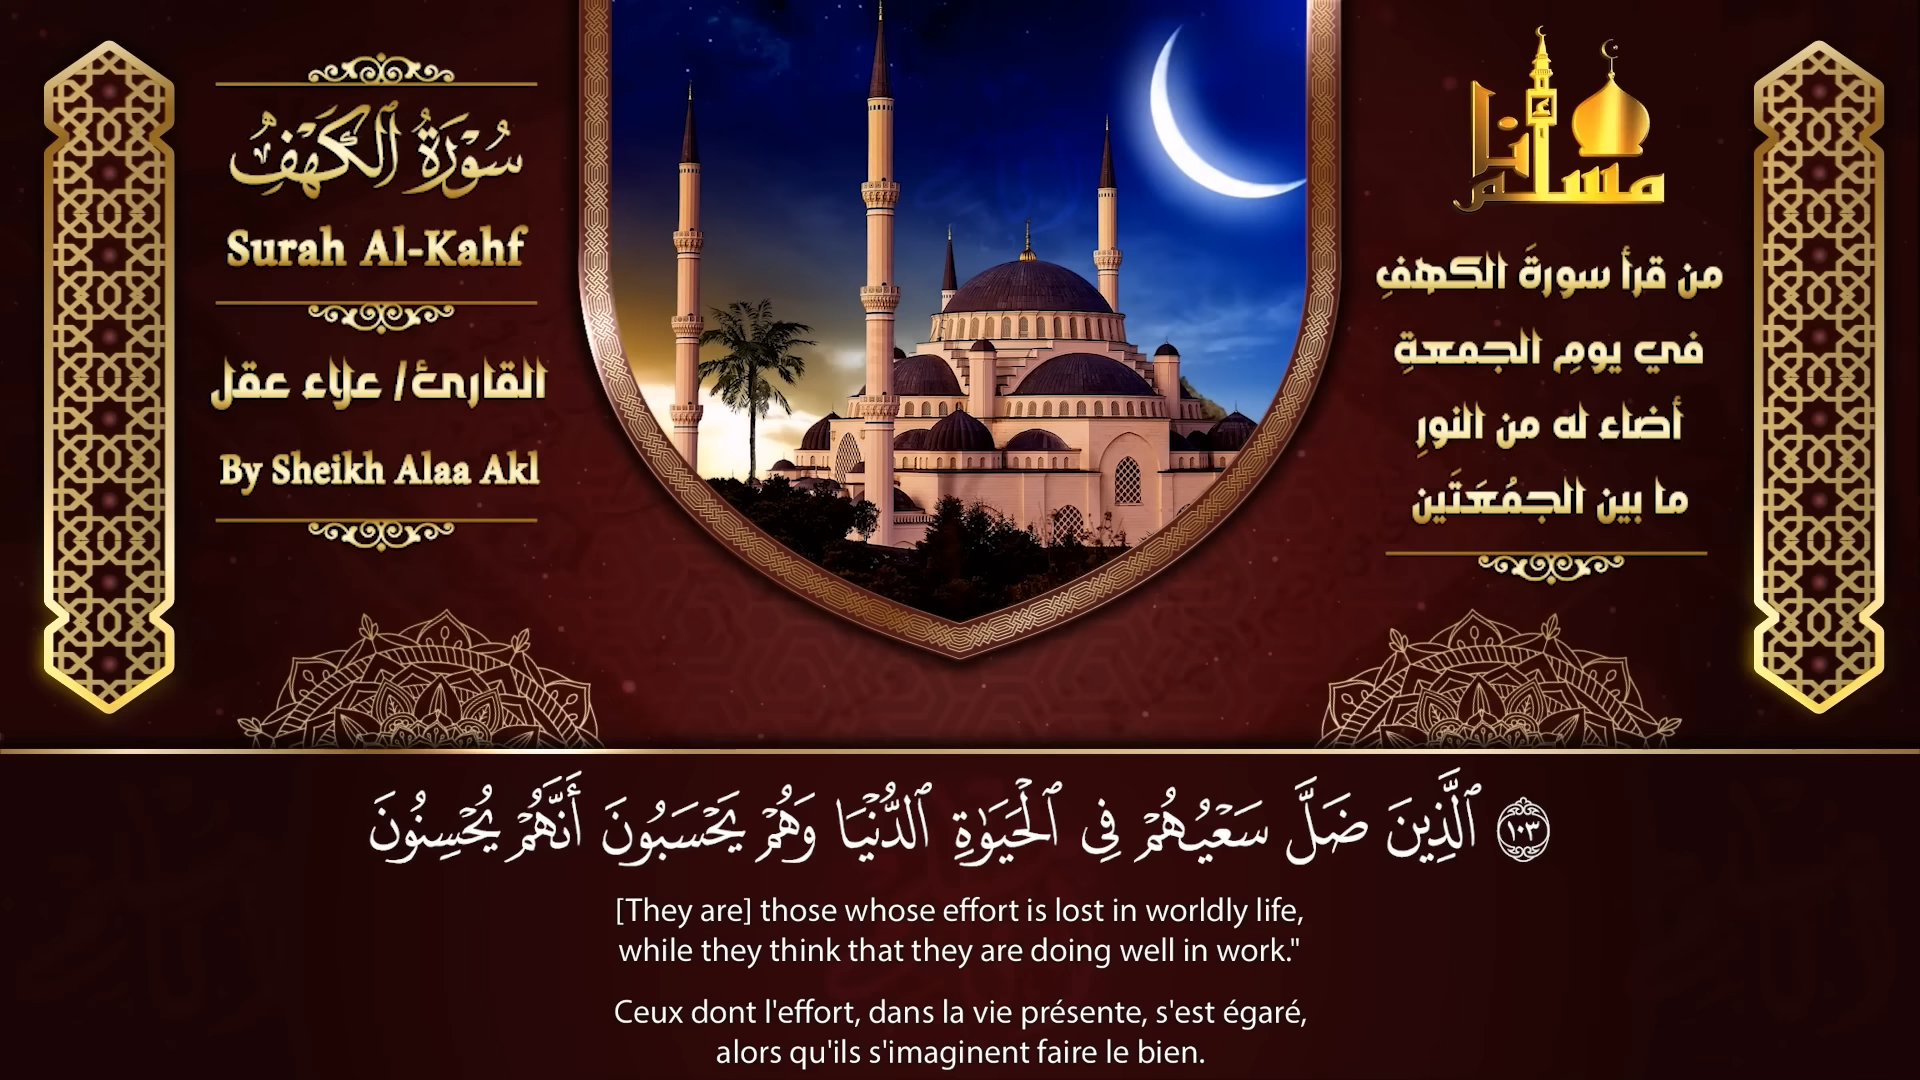 سُوْرَةُ الكَهْفِ
Surah Al-Kahf
القارئ/ علاء عقل
By Sheikh Alaa Akl
أنا
مسلم
من قرأ سورةَ الكهفِ
في يومِ الجمعةِ
أضاء له من النورِ
ما بين الجمُعَتَين
١٠٣ ٱلَّذِينَ ضَلَّ سَعْيُهُمْ فِى ٱلْحَيَوٰةِ ٱلدُّنْيَا وَهُمْ يَحْسَبُونَ أَنَّهُمْ يُحْسِنُونَ
[They are] those whose effort is lost in worldly life,
while they think that they are doing well in work."
Ceux dont l'effort, dans la vie présente, s'est égaré,
alors qu'ils s'imaginent faire le bien.